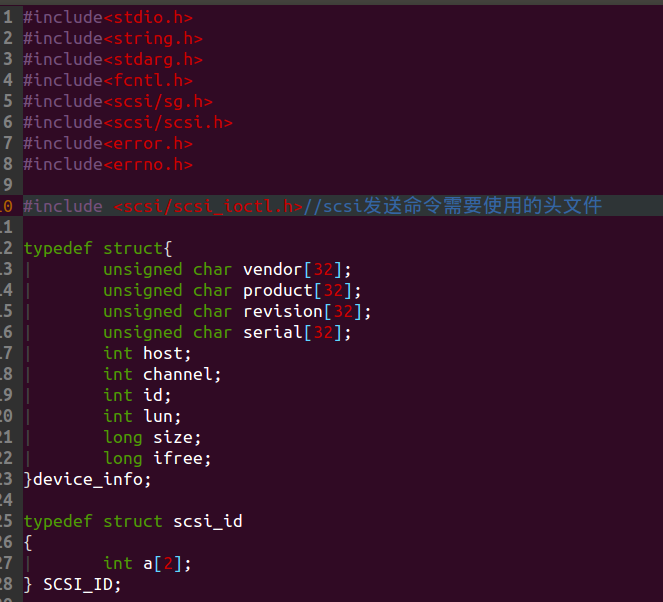 1 #include<stdio.h>
2 #include<string.h>
3 #include<stdarg.h>
4 #include<fcntl.h>
5 #include<scsi/sg.h>
6 #include<scsi/scsi.h>
7 #include<error.h>
8 #include<errno.h>
9
10 #include <scsi/scsi_ioctl.h>//scsi发送命令需要使用的头文件
11
12 typedef struct{
13 |       unsigned char vendor[32];
14 |       unsigned char product[32];
15 |       unsigned char revision[32];
16 |       unsigned char serial[32];
17 |       int host;
18 |       int channel;
19 |       int id;
20 |       int lun;
21 |       long size;
22 |       long ifree;
23 }device_info;
24
25 typedef struct scsi_id
26 {
27 |       int a[2];
28 } SCSI_ID;